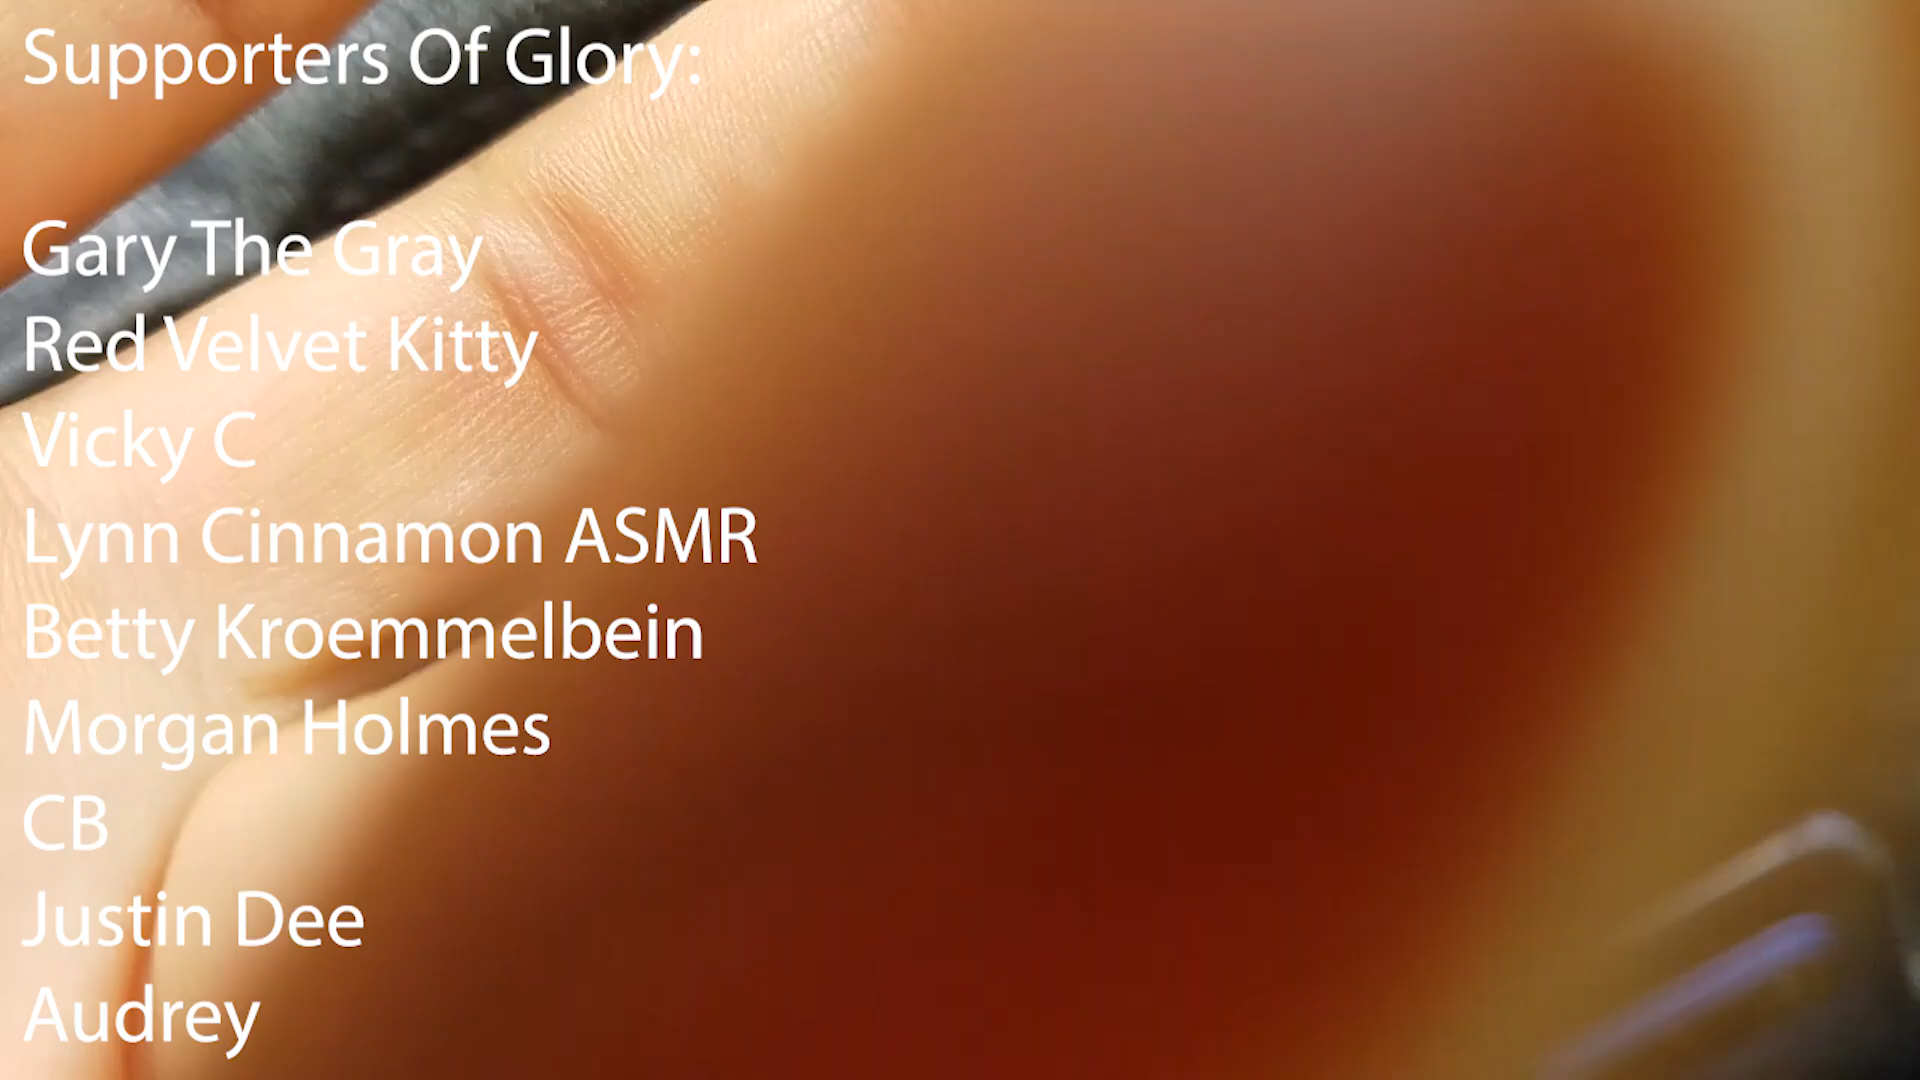 Supporters Of Glory:
Gary The Gray
Red Velvet Kitty
Vicky C
Lynn Cinnamon ASMR
Betty Kroemmelbein
Morgan Holmes
CB
Justin Dee
Audrey